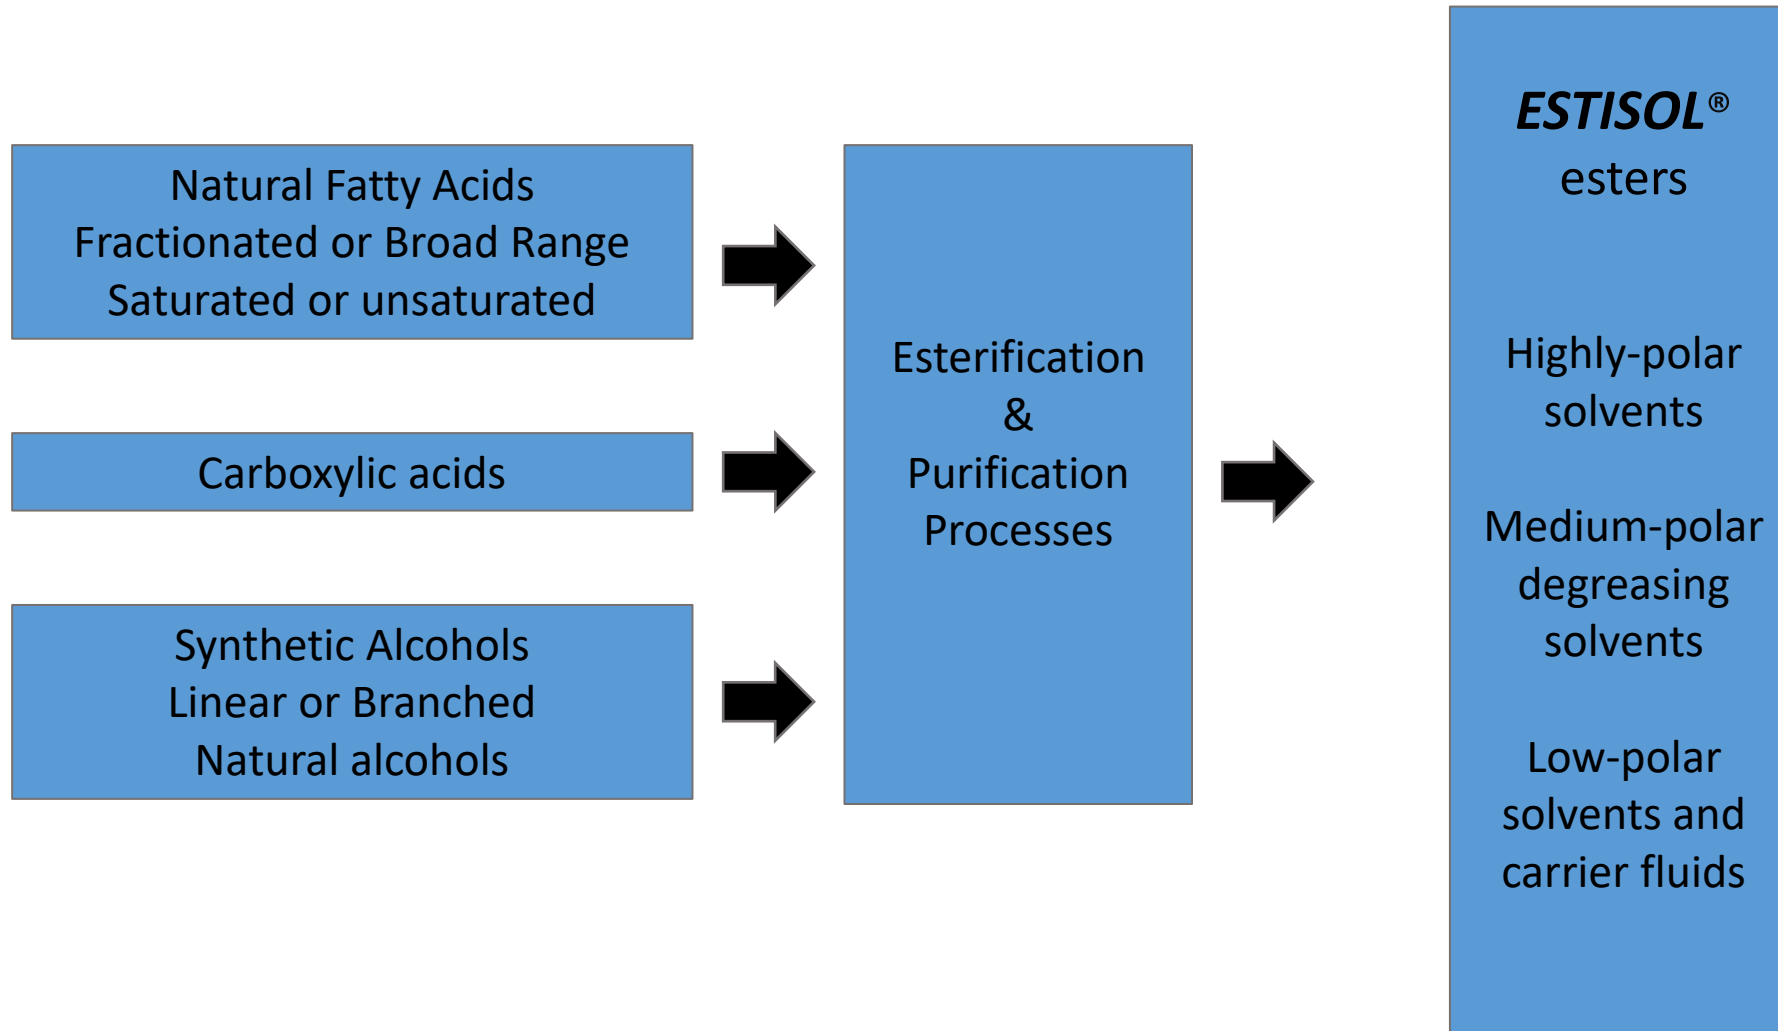 Natural Fatty Acids
Fractionated or Broad Range
Saturated or unsaturated
Carboxylic acids
Synthetic Alcohols
Linear or Branched
Natural alcohols
Esterification
&
Purification
Processes
ESTISOL®
esters
Highly-polar
solvents
Medium-polar
degreasing
solvents
Low-polar
solvents and
carrier fluids